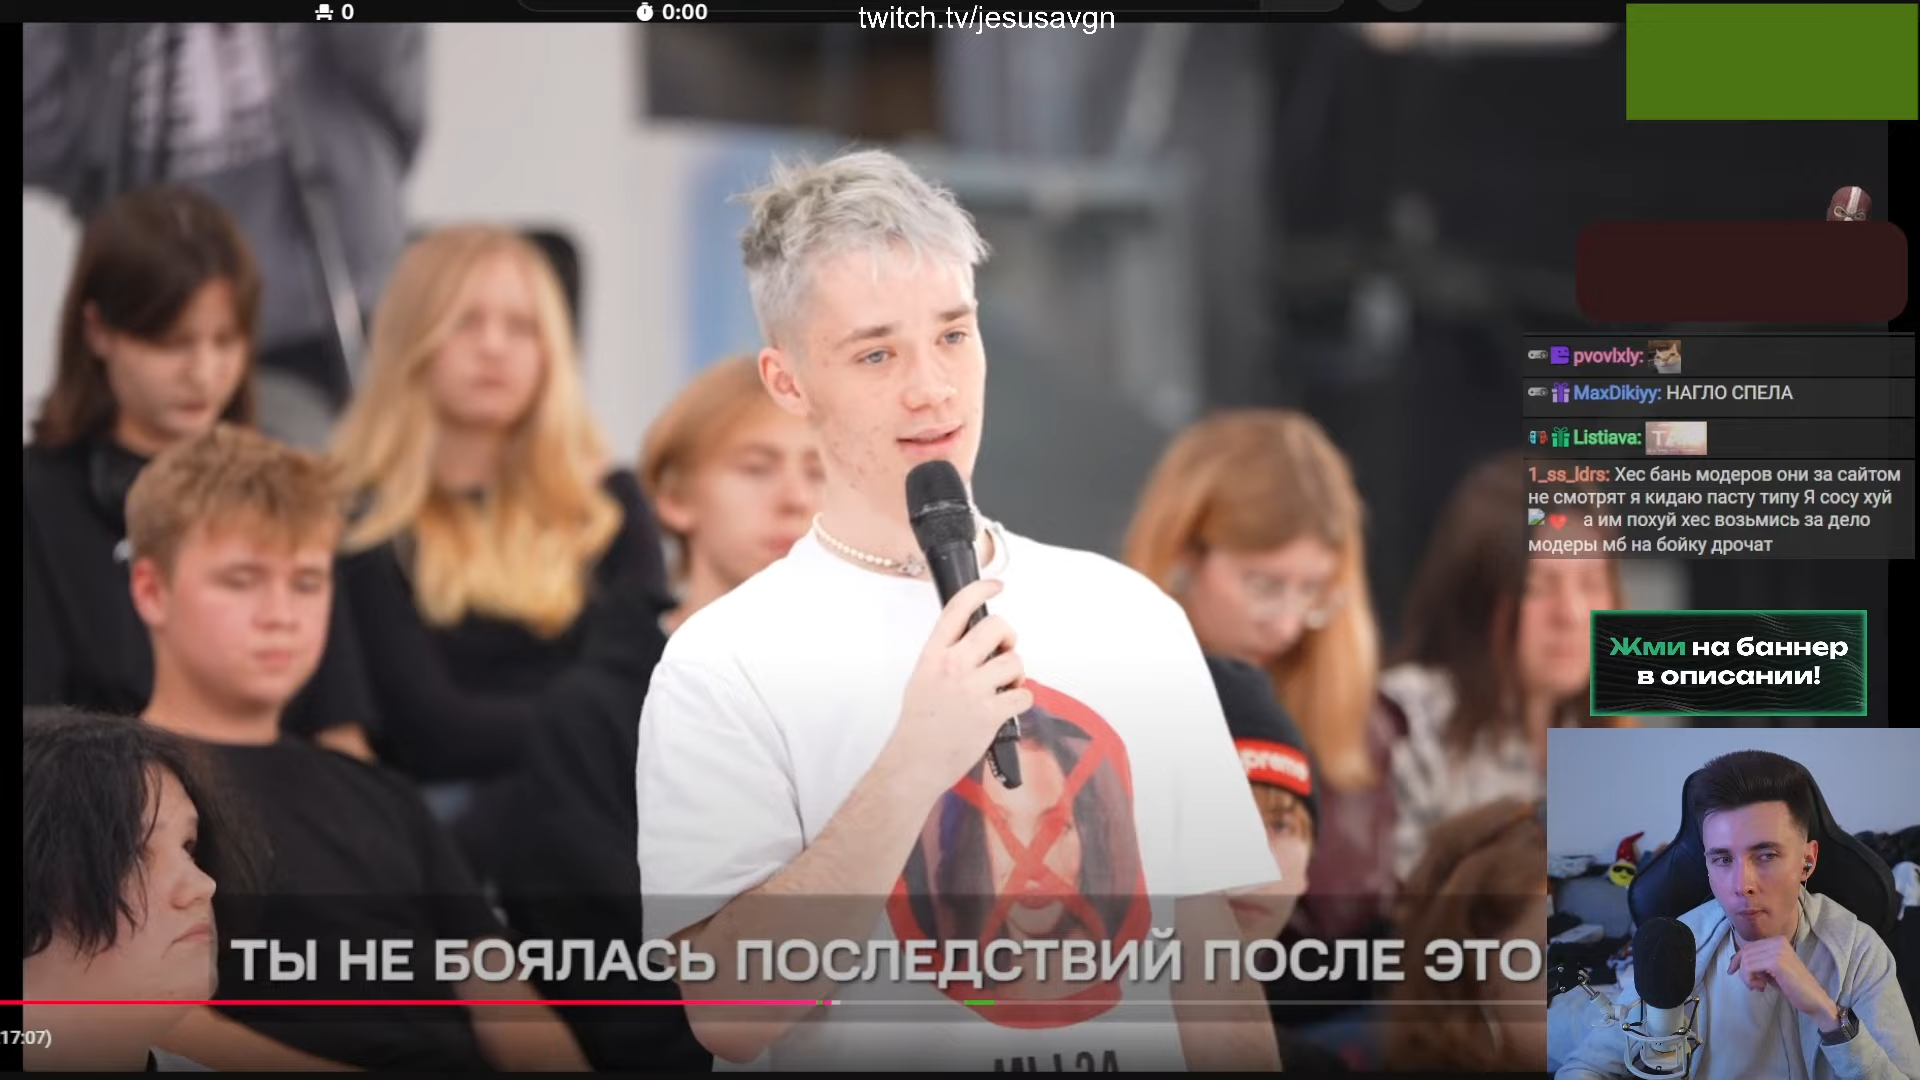 0
0:00
twitch.tv/jesusavgn
pvovlxly:
MaxDikiyy: НАГЛО СПЕЛА
Listiava:
1_ss_ldrs: Хес бань модеров они за сайтом
не смотрят я кидаю пасту типу Я сосу хуй
а им похуй хес возьмись за дело
модеры мб на бойку дрочат
Жми на баннер
в описании!
preme
ТЫ НЕ БОЯЛАСЬ ПОСЛЕДСТВИЙ ПОСЛЕ ЭТО
17:07)